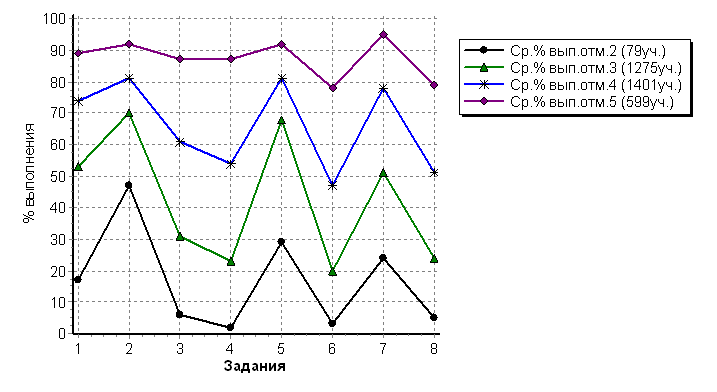 100
90
80
70
60
50
40
30
20
10
0
% выполнения
1 2 3 4 5 6 7 8
Задания
Ср.% вып.отм.2 (79уч.)
Ср.% вып.отм.3 (1275уч.)
Ср.% вып.отм.4 (1401уч.)
Ср.% вып.отм.5 (599уч.)